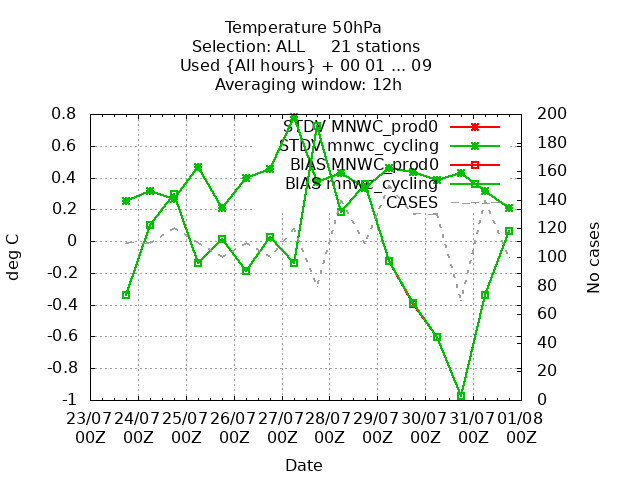 Temperature 50hPa
Selection: ALL 21 stations
Used {All hours} + 00 01 ... 09
Averaging window: 12h
0.8
0.6
0.4
0.2
0
-0.2
-0.4
-0.6
-0.8
-1
deg C
200
180
160
140
120
100
80
60
40
20
0
No cases
STDV MNWC_prod0
STDV mnwc_cycling
BIAS MNWC_prod0
BIAS mnwc_cycling
CASES
23/07 24/07 25/07 26/07 27/07 28/07 29/07 30/07 31/07 01/08
00Z 00Z 00Z 00Z 00Z 00Z 00Z 00Z 00Z 00Z
Date